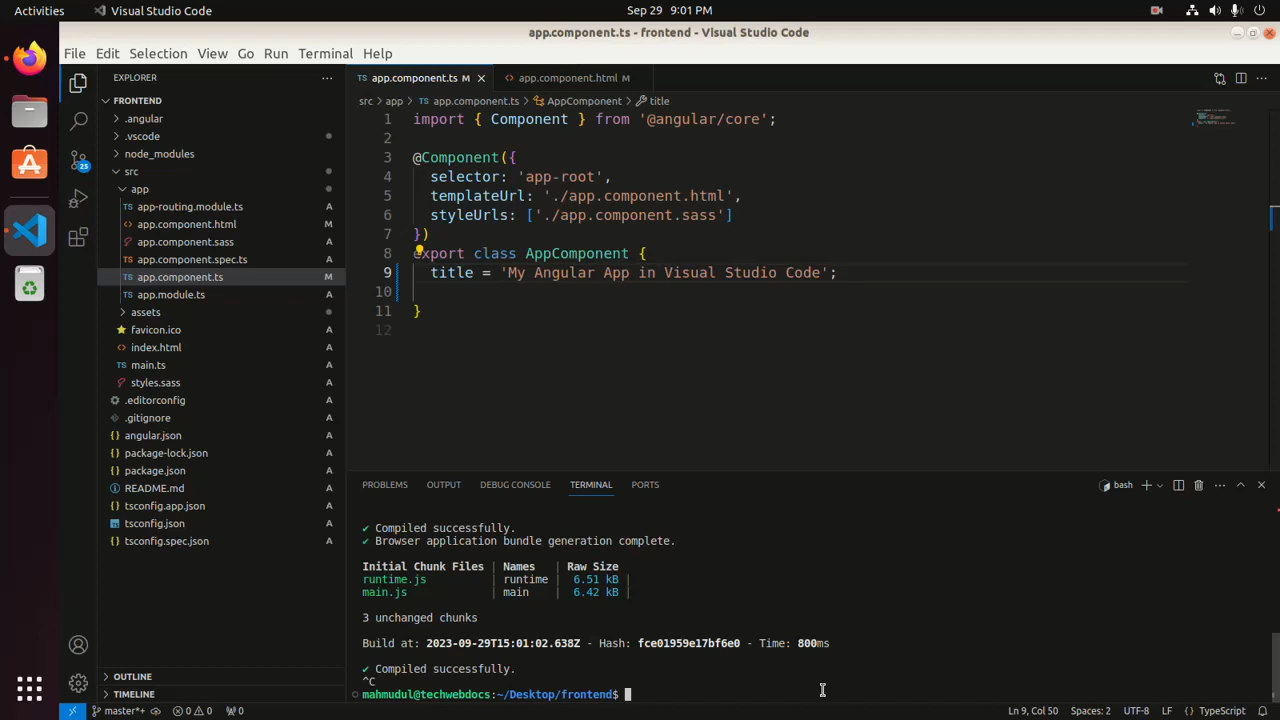 Activities
Visual Studio Code
Sep 29 9:01 PM
app.component.ts - frontend - Visual Studio Code
File Edit Selection View Go Run Terminal Help
EXPLORER
FRONTEND
.angular
.vscode
node_modules
src
app
app-routing.module.ts A
app.component.html M
app.component.sass A
app.component.spec.ts A
app.component.ts M
app.module.ts A
assets
favicon.ico A
index.html A
main.ts A
styles.sass A
.editorconfig A
.gitignore A
angular.json A
package-lock.json A
package.json A
README.md A
tsconfig.app.json A
tsconfig.json A
tsconfig.spec.json A
OUTLINE
TIMELINE
25
TS app.component.ts M
app.component.html M
src > app > TS app.component.ts > AppComponent > title
1 import { Component } from '@angular/core';
2
3 @Component({
4 selector: 'app-root',
5 templateUrl: './app.component.html',
6 styleUrls: ['./app.component.sass']
7 })
8 export class AppComponent {
9 title = 'My Angular App in Visual Studio Code';
10
11 }
12
PROBLEMS OUTPUT DEBUG CONSOLE TERMINAL PORTS
bash
✔ Compiled successfully.
✔ Browser application bundle generation complete.
Initial Chunk Files | Names | Raw Size
runtime.js | runtime | 6.51 kB |
main.js | main | 6.42 kB |
3 unchanged chunks
Build at: 2023-09-29T15:01:02.638Z - Hash: fce01959e17bf6e0 - Time: 800ms
✔ Compiled successfully.
^C
mahmudul@techwebdocs:~/Desktop/frontend$
master*+ 0 0 0
Ln 9, Col 50 Spaces: 2 UTF-8 LF {} TypeScript